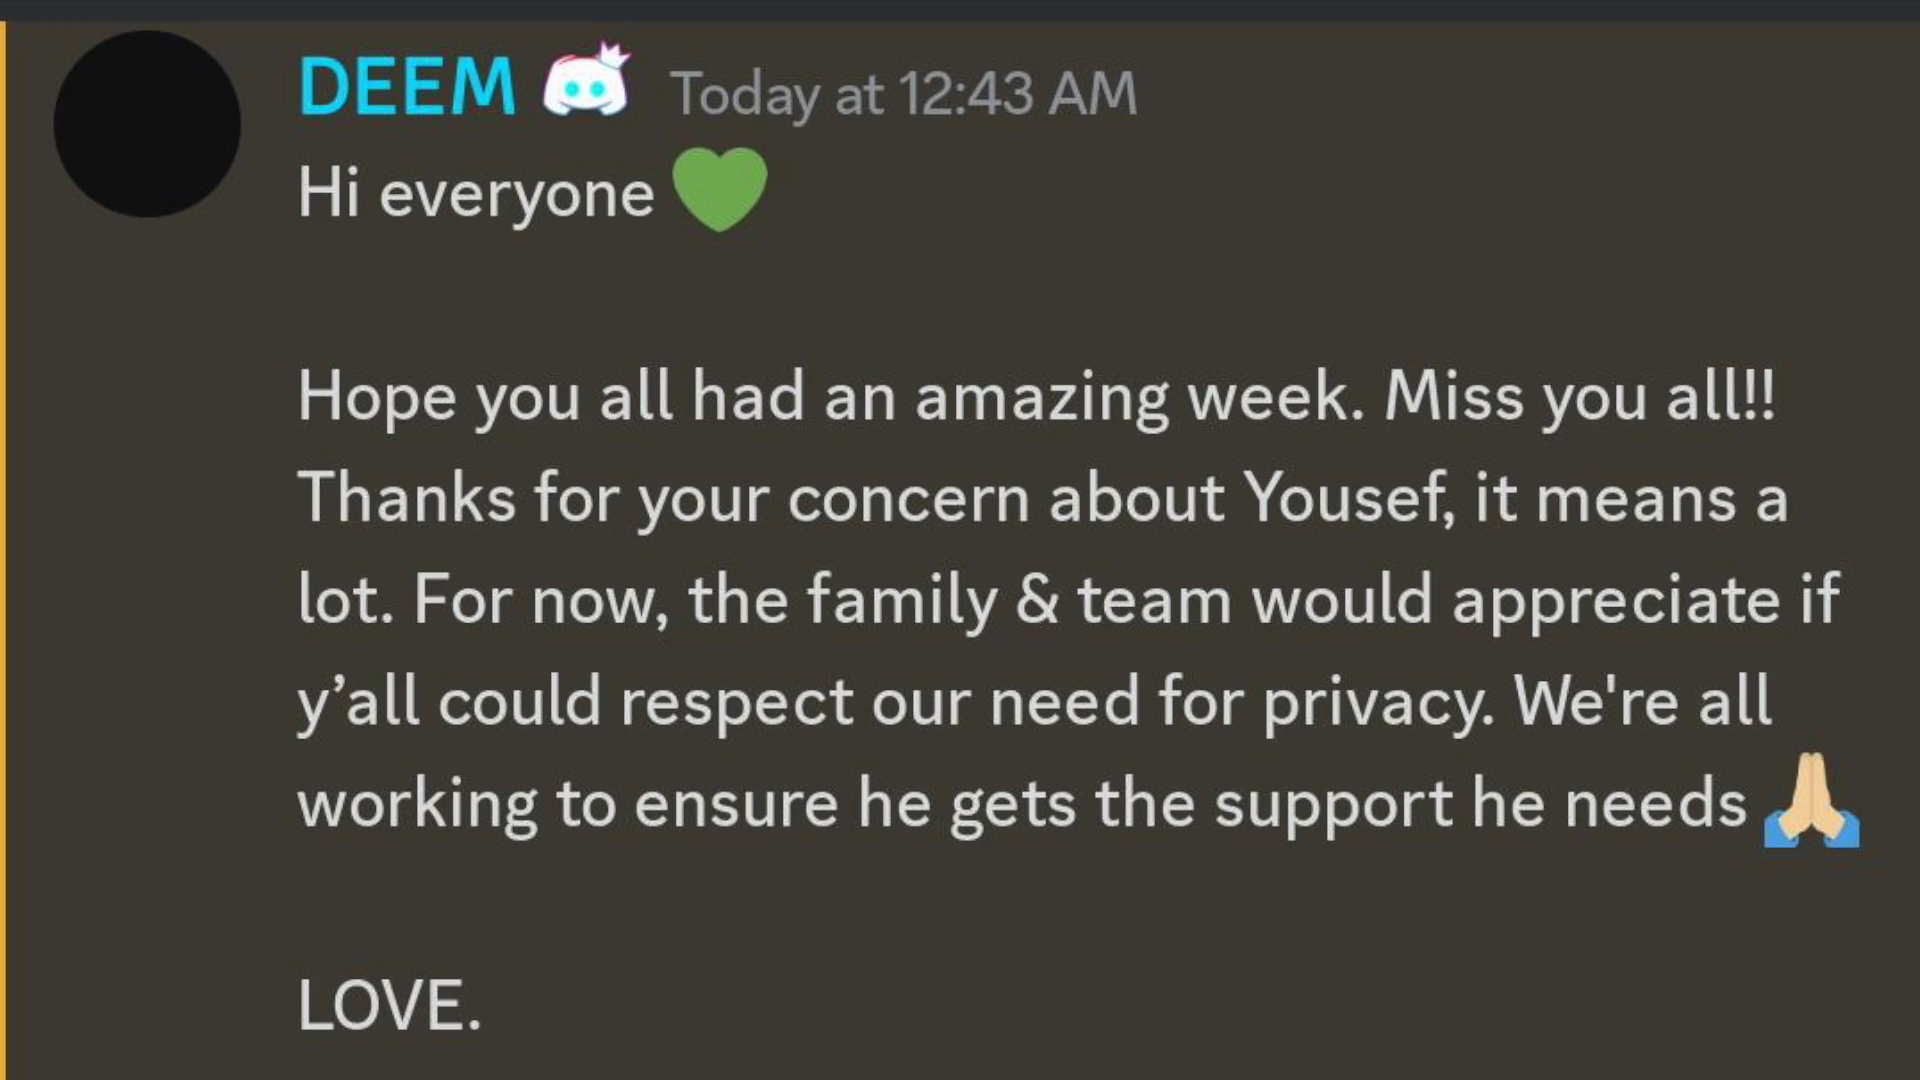 DEEM Today at 12:43 AM
Hi everyone 💚
Hope you all had an amazing week. Miss you all!!
Thanks for your concern about Yousef, it means a
lot. For now, the family & team would appreciate if
y’all could respect our need for privacy. We're all
working to ensure he gets the support he needs 🙏🏼
LOVE.